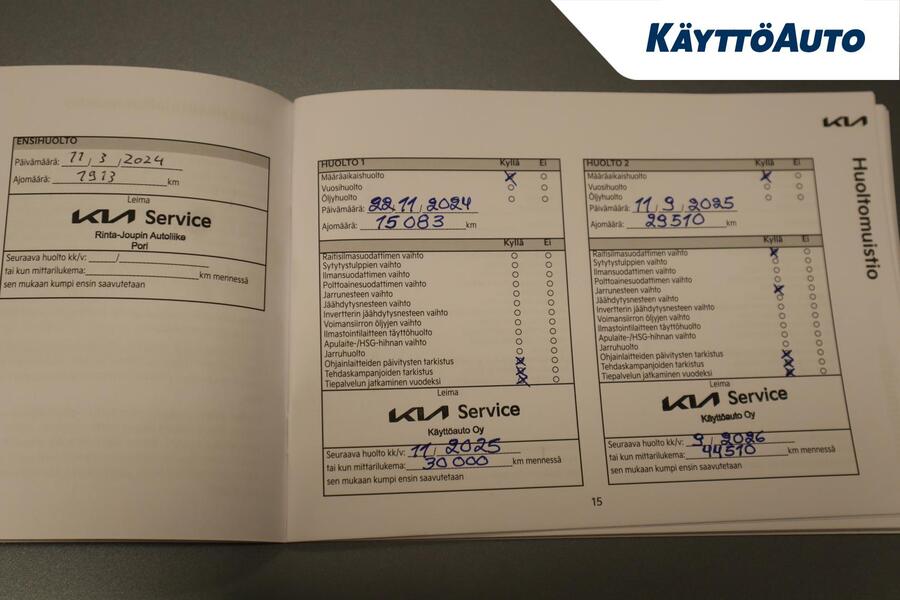 KÄYTTÖAUTO
ENSIHUOLTO
Päivämäärä: 11 / 3 / 2024
Ajomäärä: 1913 km
Leima
KIA Service
Rinta-Joupin Autoliike
Pori
Seuraava huolto kk/v: /
tai kun mittarilukema: km mennessä
sen mukaan kumpi ensin saavutetaan
HUOLTO 1 Kyllä Ei
Määräaikaishuolto X
Vuosihuolto
Öljyhuolto
Päivämäärä: 22 / 11 / 2024
Ajomäärä: 15 083 km
Kyllä Ei
Raitisilmasuodattimen vaihto
Sytytystulppien vaihto
Ilmansuodattimen vaihto
Polttoainesuodattimen vaihto
Jarrunesteen vaihto
Jäähdytysnesteen vaihto
Invertterin jäähdytysnesteen vaihto
Voimansiirron öljyjen vaihto
Ilmastointilaitteen täyttöhuolto
Apulaite-/HSG-hihnan vaihto
Jarruhuolto
Ohjainlaitteiden päivitysten tarkistus X
Tehdaskampanjoiden tarkistus X
Tiepalvelun jatkaminen vuodeksi X
Leima
KIA Service
Käyttöauto Oy
Seuraava huolto kk/v: 11 / 2025
tai kun mittarilukema: 30 000 km mennessä
sen mukaan kumpi ensin saavutetaan
HUOLTO 2 Kyllä Ei
Määräaikaishuolto X
Vuosihuolto
Öljyhuolto
Päivämäärä: 11 / 9 / 2025
Ajomäärä: 29510 km
Kyllä Ei
Raitisilmasuodattimen vaihto X
Sytytystulppien vaihto
Ilmansuodattimen vaihto
Polttoainesuodattimen vaihto
Jarrunesteen vaihto X
Jäähdytysnesteen vaihto
Invertterin jäähdytysnesteen vaihto
Voimansiirron öljyjen vaihto
Ilmastointilaitteen täyttöhuolto
Apulaite-/HSG-hihnan vaihto
Jarruhuolto
Ohjainlaitteiden päivitysten tarkistus X
Tehdaskampanjoiden tarkistus X
Tiepalvelun jatkaminen vuodeksi X
Leima
KIA Service
Käyttöauto Oy
Seuraava huolto kk/v: 9 / 2026
tai kun mittarilukema: 44510 km mennessä
sen mukaan kumpi ensin saavutetaan
KIA
Huoltomuistio
15